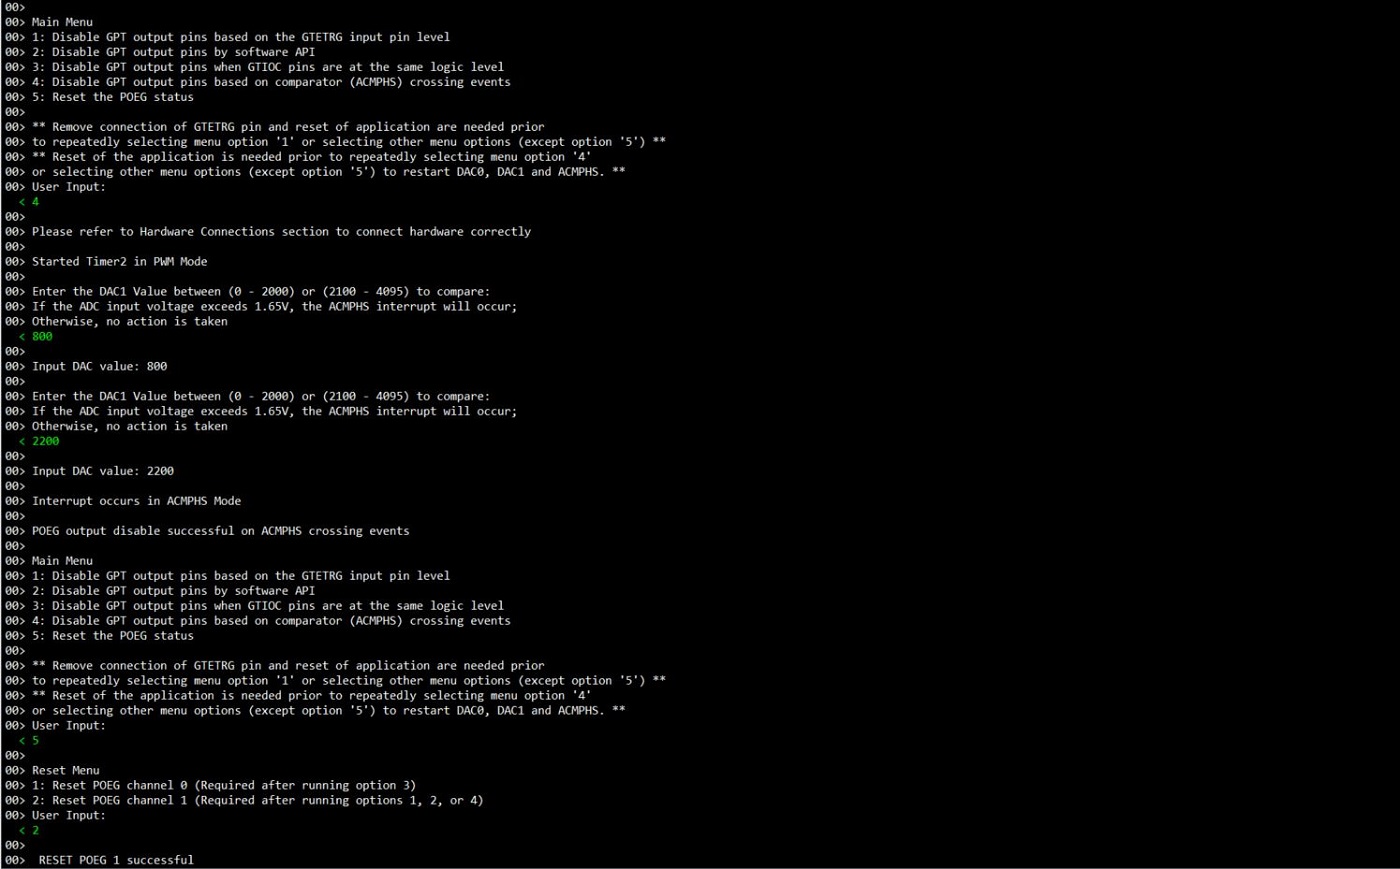 00>
00> Main Menu
00> 1: Disable GPT output pins based on the GTETRG input pin level
00> 2: Disable GPT output pins by software API
00> 3: Disable GPT output pins when GTIOC pins are at the same logic level
00> 4: Disable GPT output pins based on comparator (ACMPHS) crossing events
00> 5: Reset the POEG status
00>
00> ** Remove connection of GTETRG pin and reset of application are needed prior
00> to repeatedly selecting menu option '1' or selecting other menu options (except option '5') **
00> ** Reset of the application is needed prior to repeatedly selecting menu option '4'
00> or selecting other menu options (except option '5') to restart DAC0, DAC1 and ACMPHS. **
00> User Input:
< 4
00>
00> Please refer to Hardware Connections section to connect hardware correctly
00>
00> Started Timer2 in PWM Mode
00>
00> Enter the DAC1 Value between (0 - 2000) or (2100 - 4095) to compare:
00> If the ADC input voltage exceeds 1.65V, the ACMPHS interrupt will occur;
00> Otherwise, no action is taken
< 800
00>
00> Input DAC value: 800
00>
00> Enter the DAC1 Value between (0 - 2000) or (2100 - 4095) to compare:
00> If the ADC input voltage exceeds 1.65V, the ACMPHS interrupt will occur;
00> Otherwise, no action is taken
< 2200
00>
00> Input DAC value: 2200
00>
00> Interrupt occurs in ACMPHS Mode
00>
00> POEG output disable successful on ACMPHS crossing events
00>
00> Main Menu
00> 1: Disable GPT output pins based on the GTETRG input pin level
00> 2: Disable GPT output pins by software API
00> 3: Disable GPT output pins when GTIOC pins are at the same logic level
00> 4: Disable GPT output pins based on comparator (ACMPHS) crossing events
00> 5: Reset the POEG status
00>
00> ** Remove connection of GTETRG pin and reset of application are needed prior
00> to repeatedly selecting menu option '1' or selecting other menu options (except option '5') **
00> ** Reset of the application is needed prior to repeatedly selecting menu option '4'
00> or selecting other menu options (except option '5') to restart DAC0, DAC1 and ACMPHS. **
00> User Input:
< 5
00>
00> Reset Menu
00> 1: Reset POEG channel 0 (Required after running option 3)
00> 2: Reset POEG channel 1 (Required after running options 1, 2, or 4)
00> User Input:
< 2
00>
00> RESET POEG 1 successful